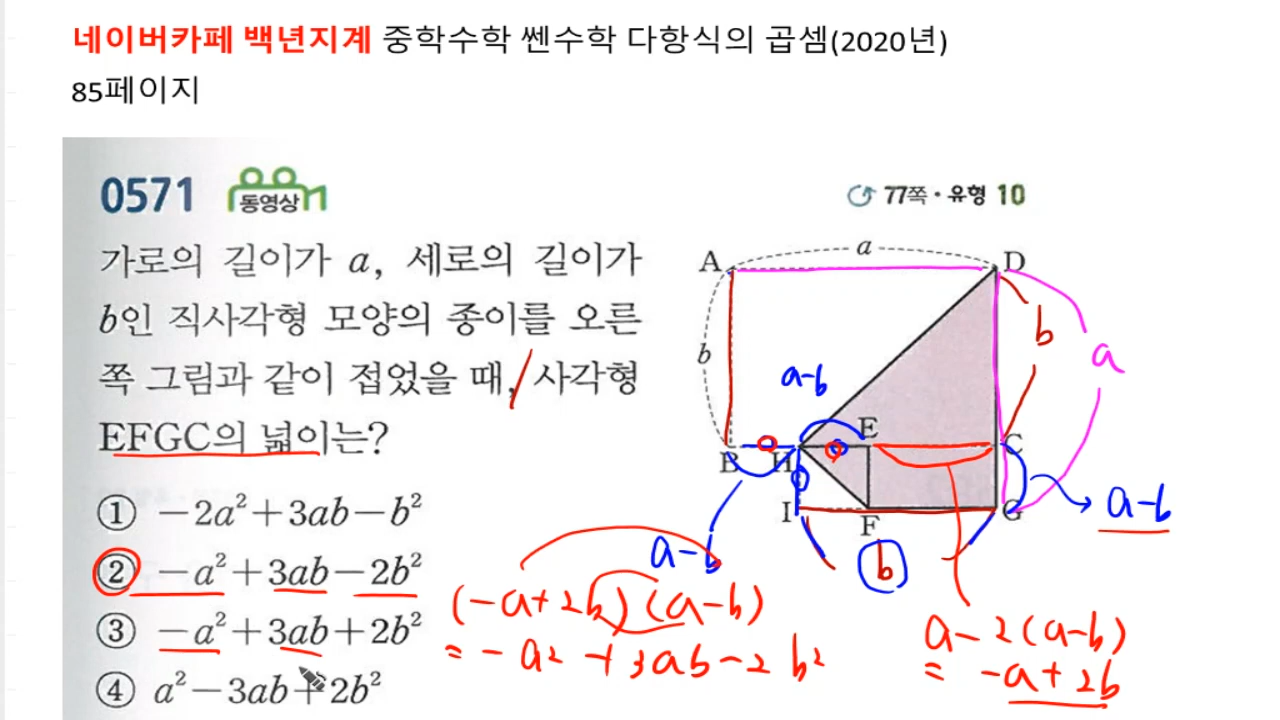 네이버카페 백년지계 중학수학 쎈수학 다항식의 곱셈(2020년)
85페이지
0571 동영상
77쪽 • 유형 10
가로의 길이가 a, 세로의 길이가
b인 직사각형 모양의 종이를 오른
쪽 그림과 같이 접었을 때, 사각형
EFGC의 넓이는?
① −2a²+3ab−b²
② −a²+3ab−2b²
③ −a²+3ab+2b²
④ a²−3ab+2b²
A a D
b
b a
a-b
B H E C
I F G
a-b
a-b
b
(-a+2b)(a-b)
= -a²+3ab-2b²
a-2(a-b)
= -a+2b